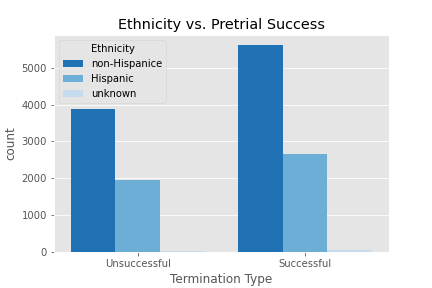 Ethnicity vs. Pretrial Success
Ethnicity
non-Hispanice
Hispanic
unknown
5000
4000
3000
2000
1000
0
count
Unsuccessful
Successful
Termination Type